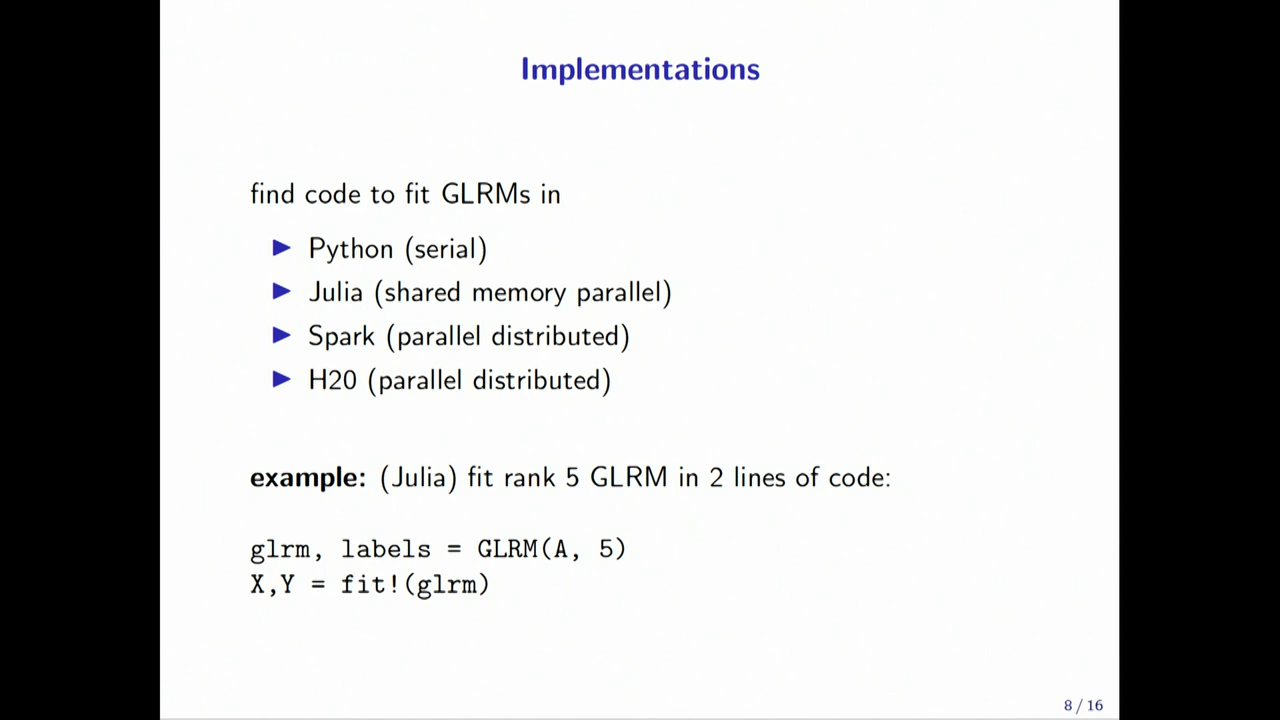 Implementations
find code to fit GLRMs in
▶ Python (serial)
▶ Julia (shared memory parallel)
▶ Spark (parallel distributed)
▶ H20 (parallel distributed)
example: (Julia) fit rank 5 GLRM in 2 lines of code:
glrm, labels = GLRM(A, 5)
X,Y = fit!(glrm)
8 / 16